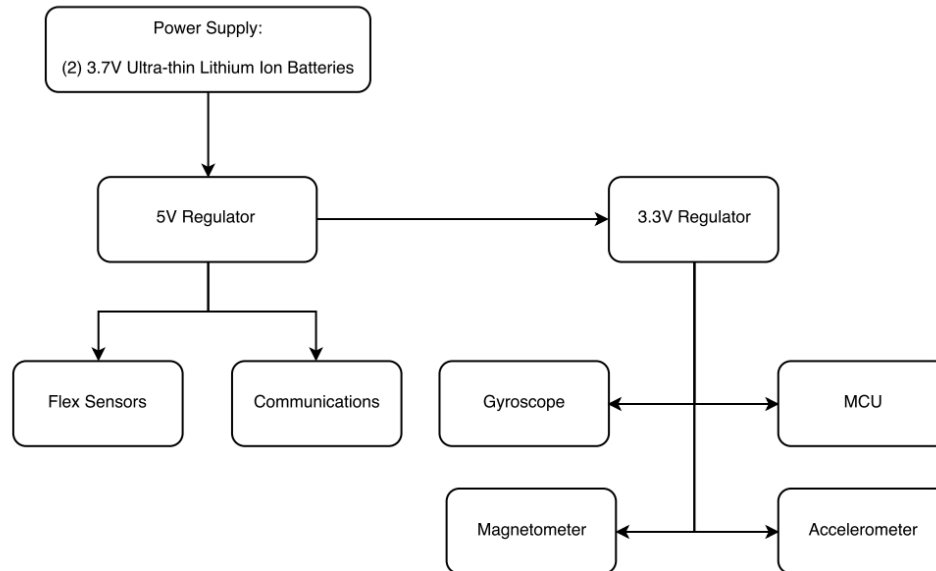 Power Supply:
(2) 3.7V Ultra-thin Lithium Ion Batteries
5V Regulator
3.3V Regulator
Flex Sensors
Communications
Gyroscope
MCU
Magnetometer
Accelerometer